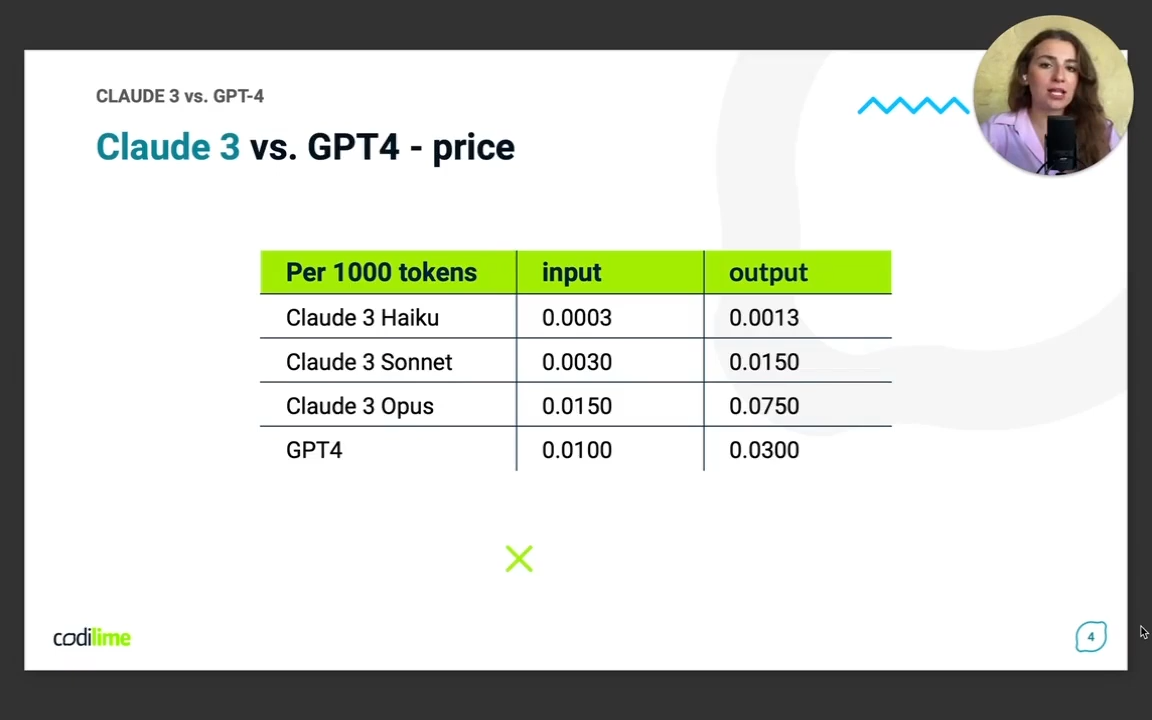 CLAUDE 3 vs. GPT-4
Claude 3 vs. GPT4 - price
Per 1000 tokens input output
Claude 3 Haiku 0.0003 0.0013
Claude 3 Sonnet 0.0030 0.0150
Claude 3 Opus 0.0150 0.0750
GPT4 0.0100 0.0300
codilime
4